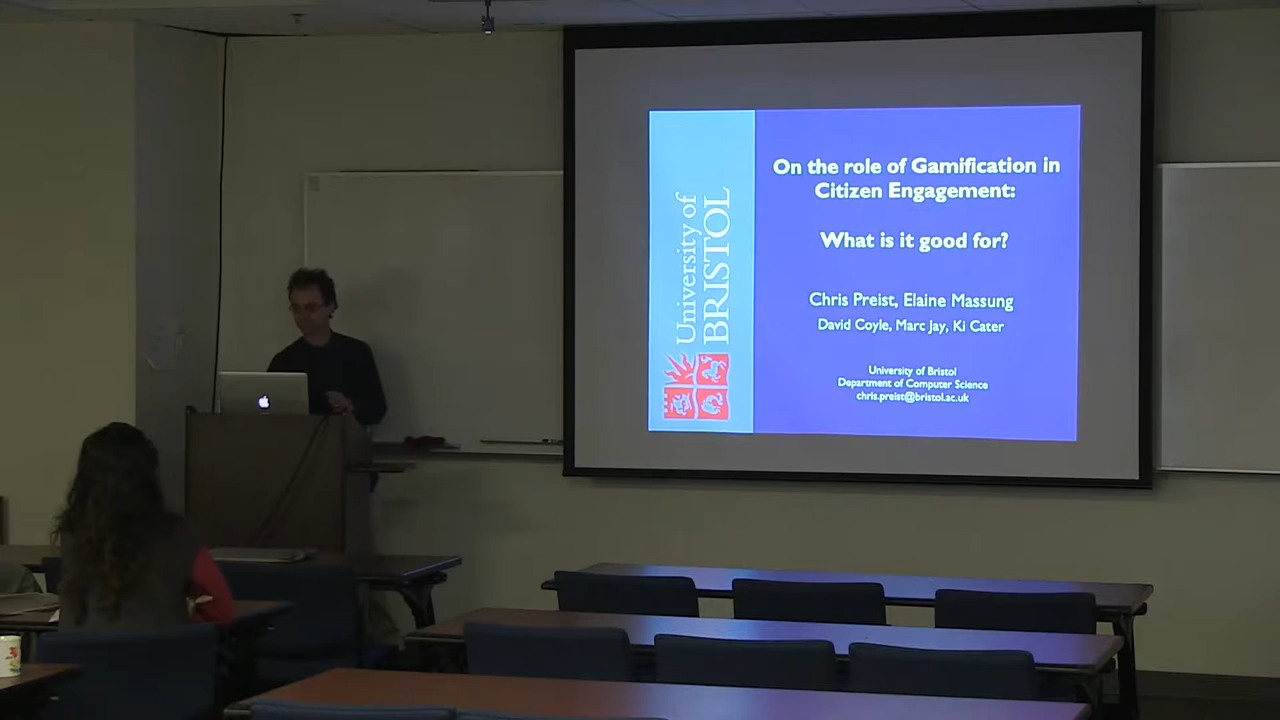 On the role of Gamification in
Citizen Engagement:
What is it good for?
Chris Preist, Elaine Massung
David Coyle, Marc Jay, Ki Cater
University of Bristol
Department of Computer Science
chris.preist@bristol.ac.uk
University of
BRISTOL